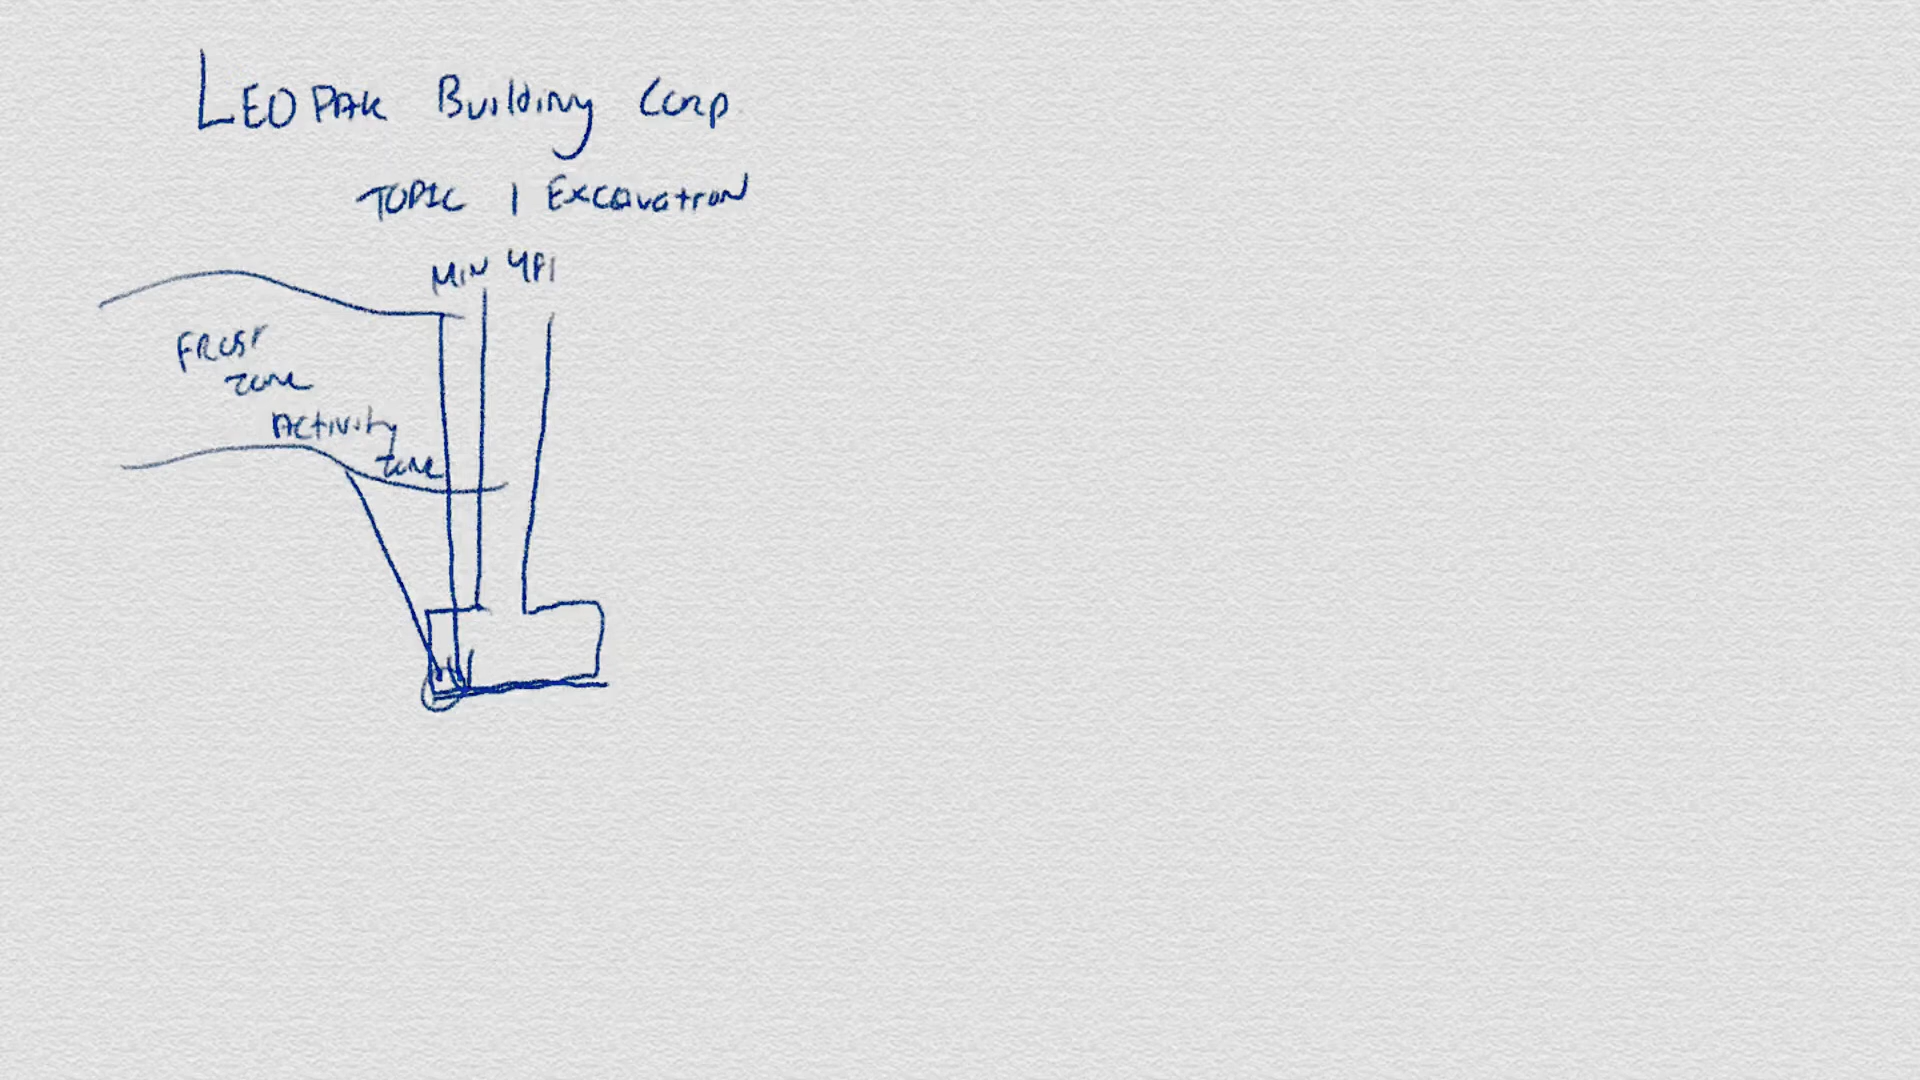 LEOPAK Building Corp
TOPIC 1 Excavation
MIN 4Ft
FROST
zone
Activity
zone